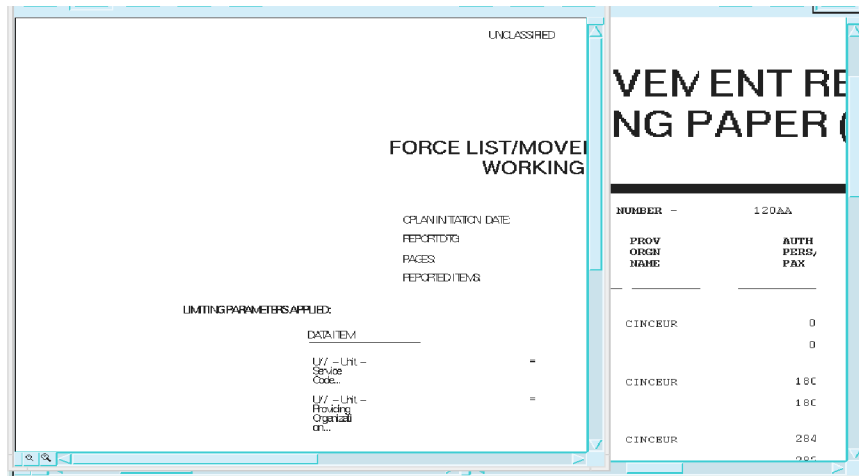 UNCLASSIFIED
FORCE LIST/MOVE
WORKING
OPLAN INITIATION DATE:
REPORT DTG:
PAGES:
REPORTED ITEMS:
LIMITING PARAMETERS APPLIED:
DATA ITEM
U// – Unit – =
Service
Code...
U// – Unit – =
Providing
Organizati
on...
VEMENT RE
NG PAPER (
NUMBER – 120AA
PROV AUTH
ORGN PERS,
NAME PAX
CINCEUR 0
0
CINCEUR 180
180
CINCEUR 284